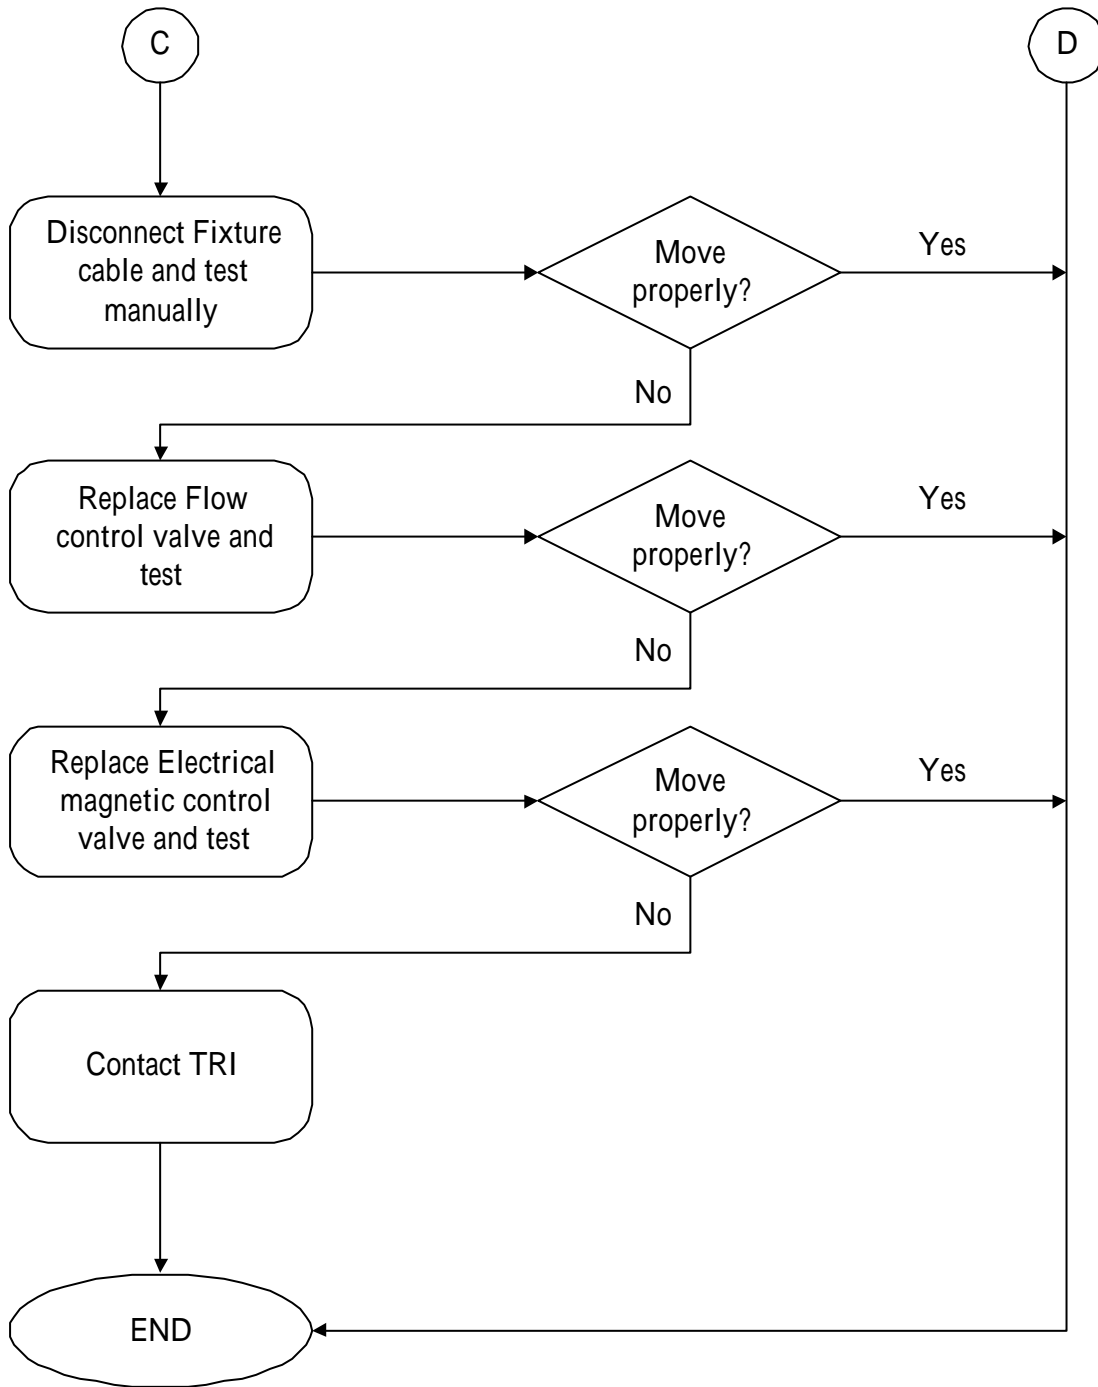 C
D
Disconnect Fixture
cable and test
manually
Move
properly?
Yes
No
Replace Flow
control valve and
test
Move
properly?
Yes
No
Replace Electrical
magnetic control
valve and test
Move
properly?
Yes
No
Contact TRI
END